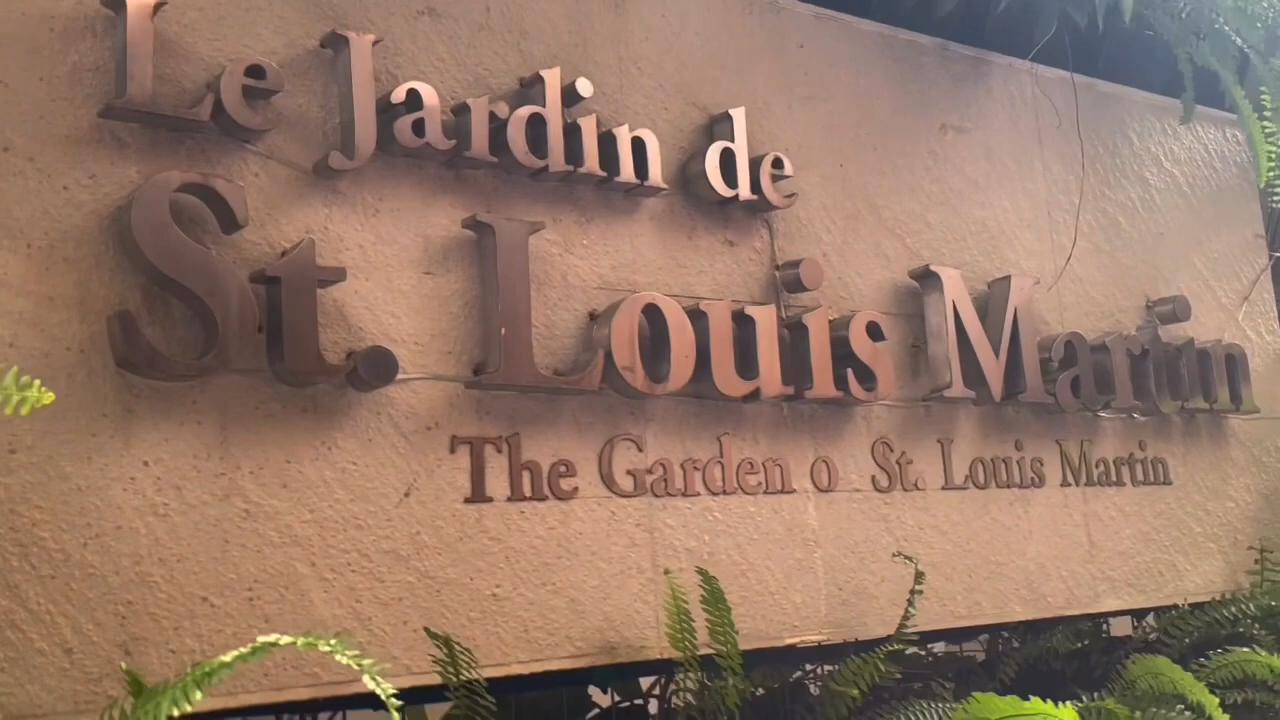 Le Jardin de
St. Louis Martin
The Garden o St. Louis Martin